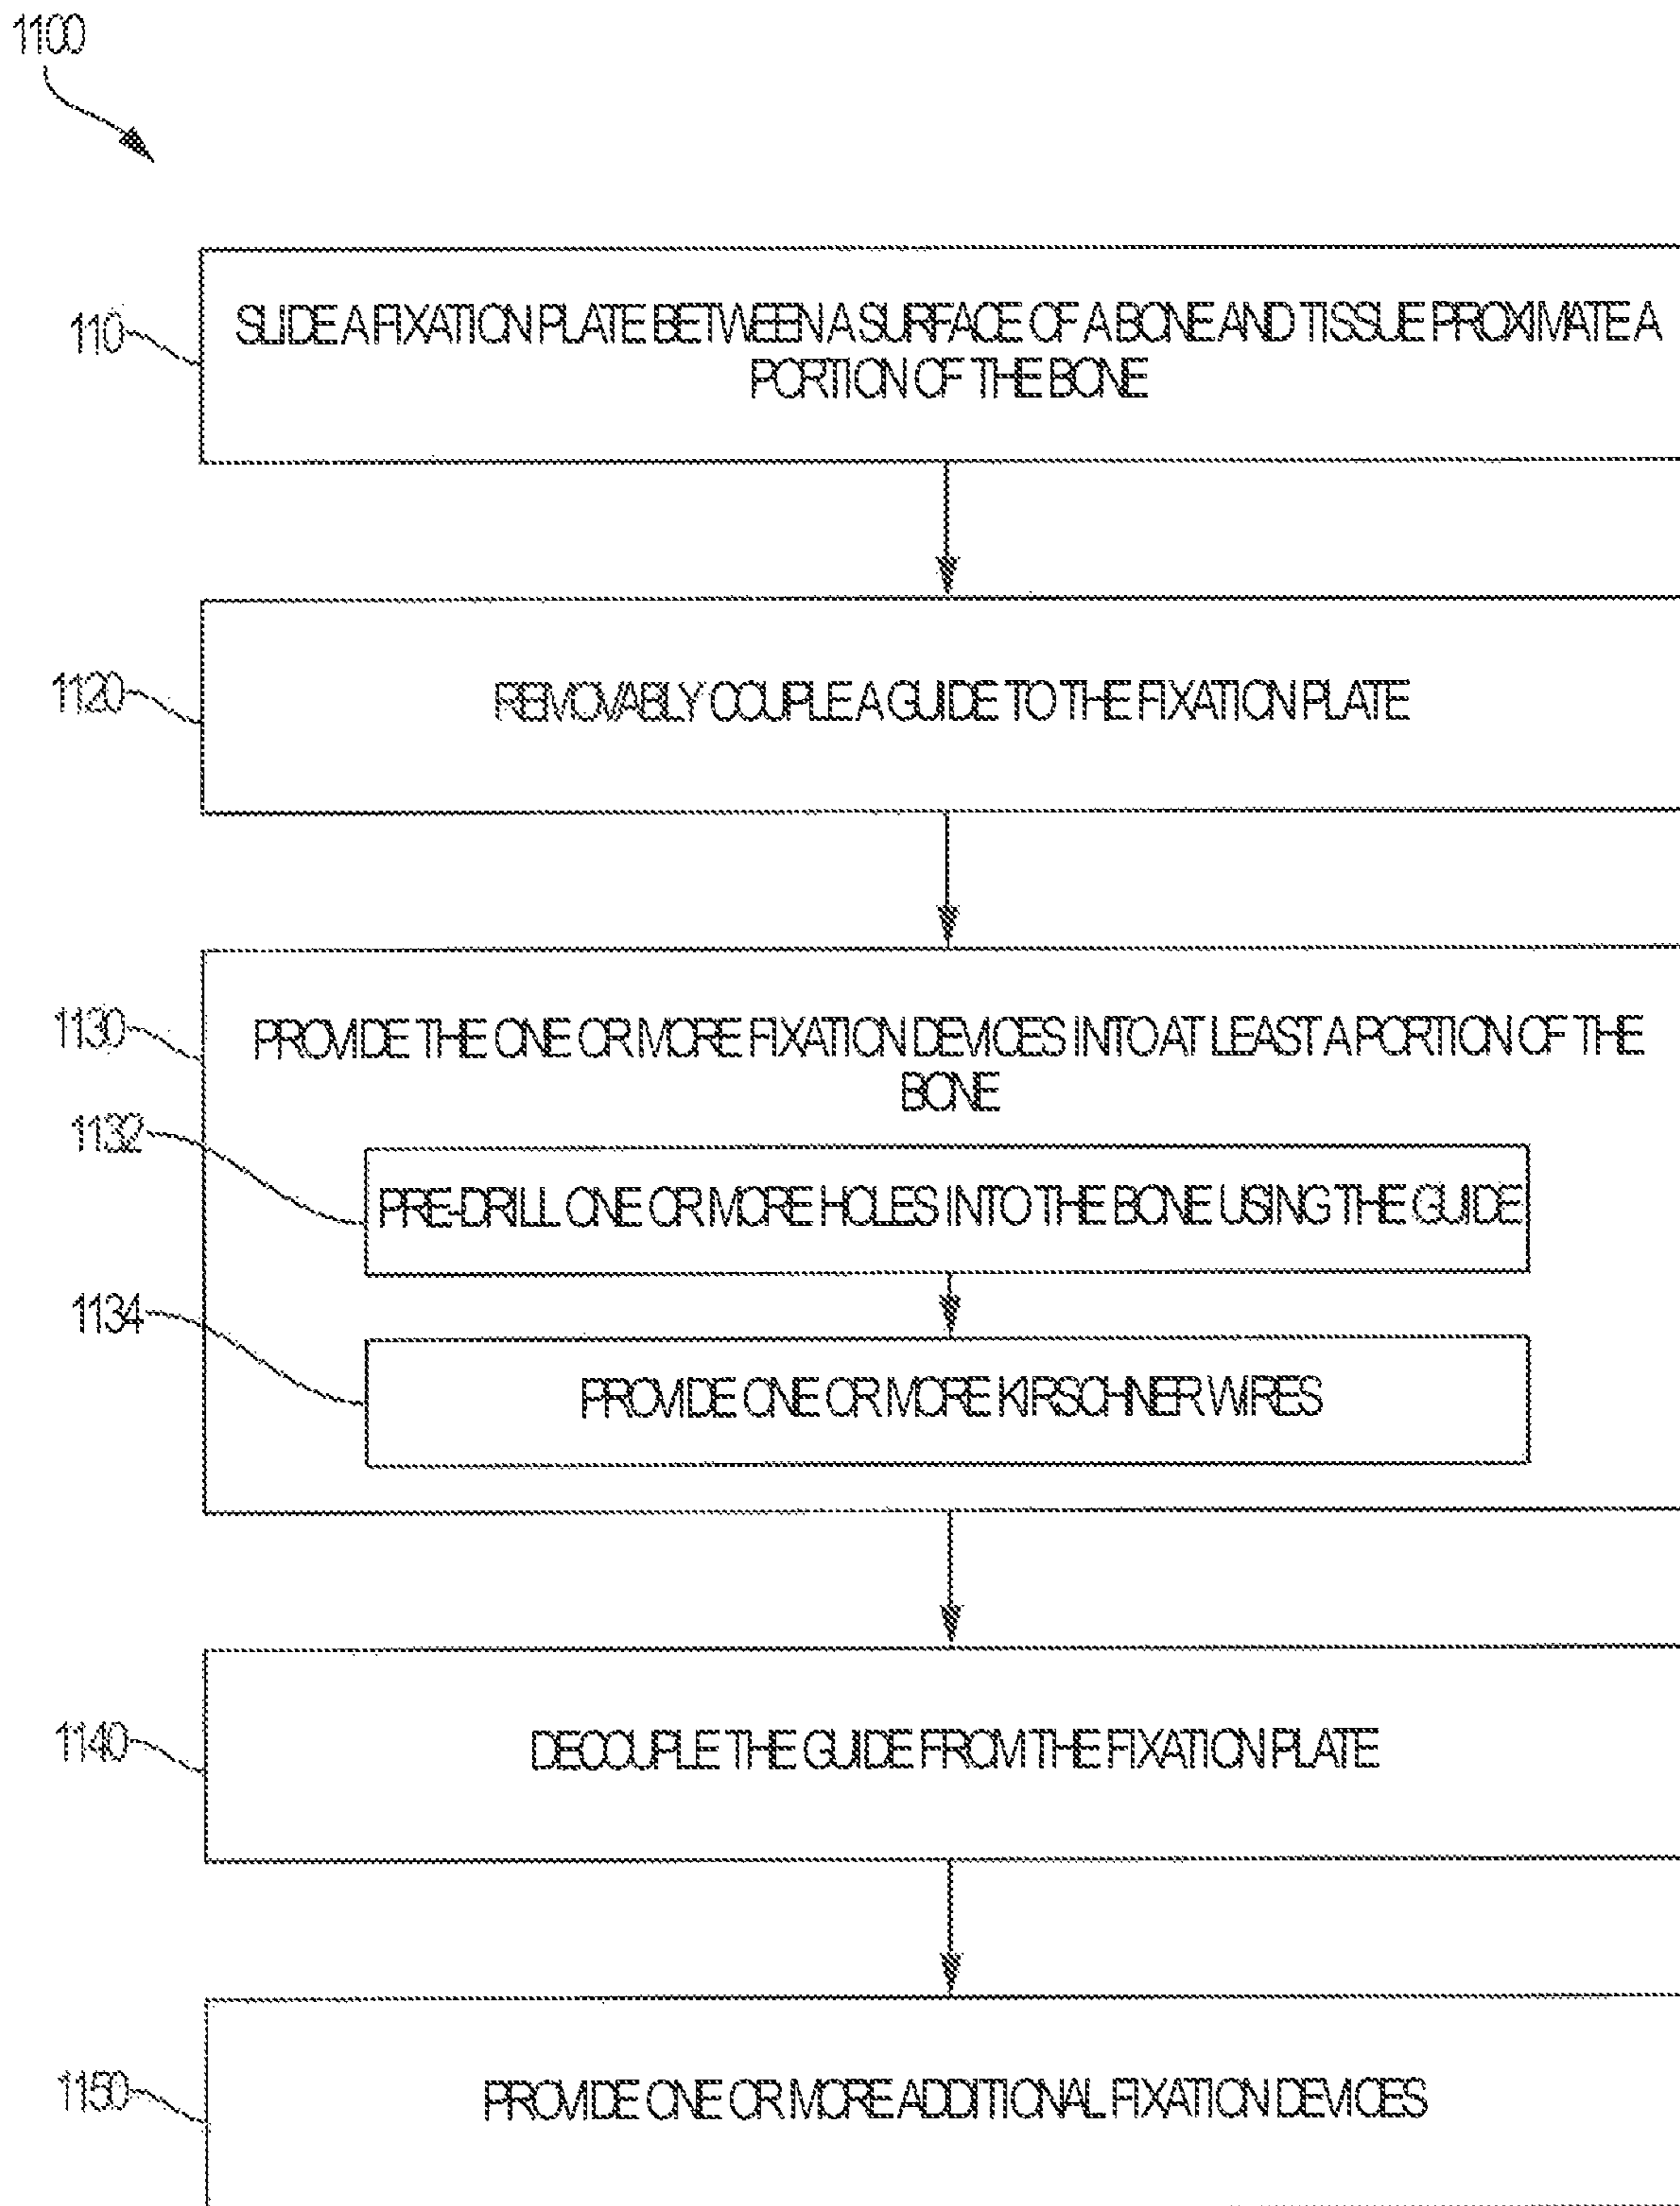 1100
110
SLIDE A FIXATION PLATE BETWEEN A SURFACE OF A BONE AND TISSUE PROXIMATE A
PORTION OF THE BONE
1120
REMOVABLY COUPLE A GUIDE TO THE FIXATION PLATE
1130
PROVIDE THE ONE OR MORE FIXATION DEVICES INTO AT LEAST A PORTION OF THE
BONE
1132
PRE-DRILL ONE OR MORE HOLES INTO THE BONE USING THE GUIDE
1134
PROVIDE ONE OR MORE KIRSCHNER WIRES
1140
DECOUPLE THE GUIDE FROM THE FIXATION PLATE
1150
PROVIDE ONE OR MORE ADDITIONAL FIXATION DEVICES